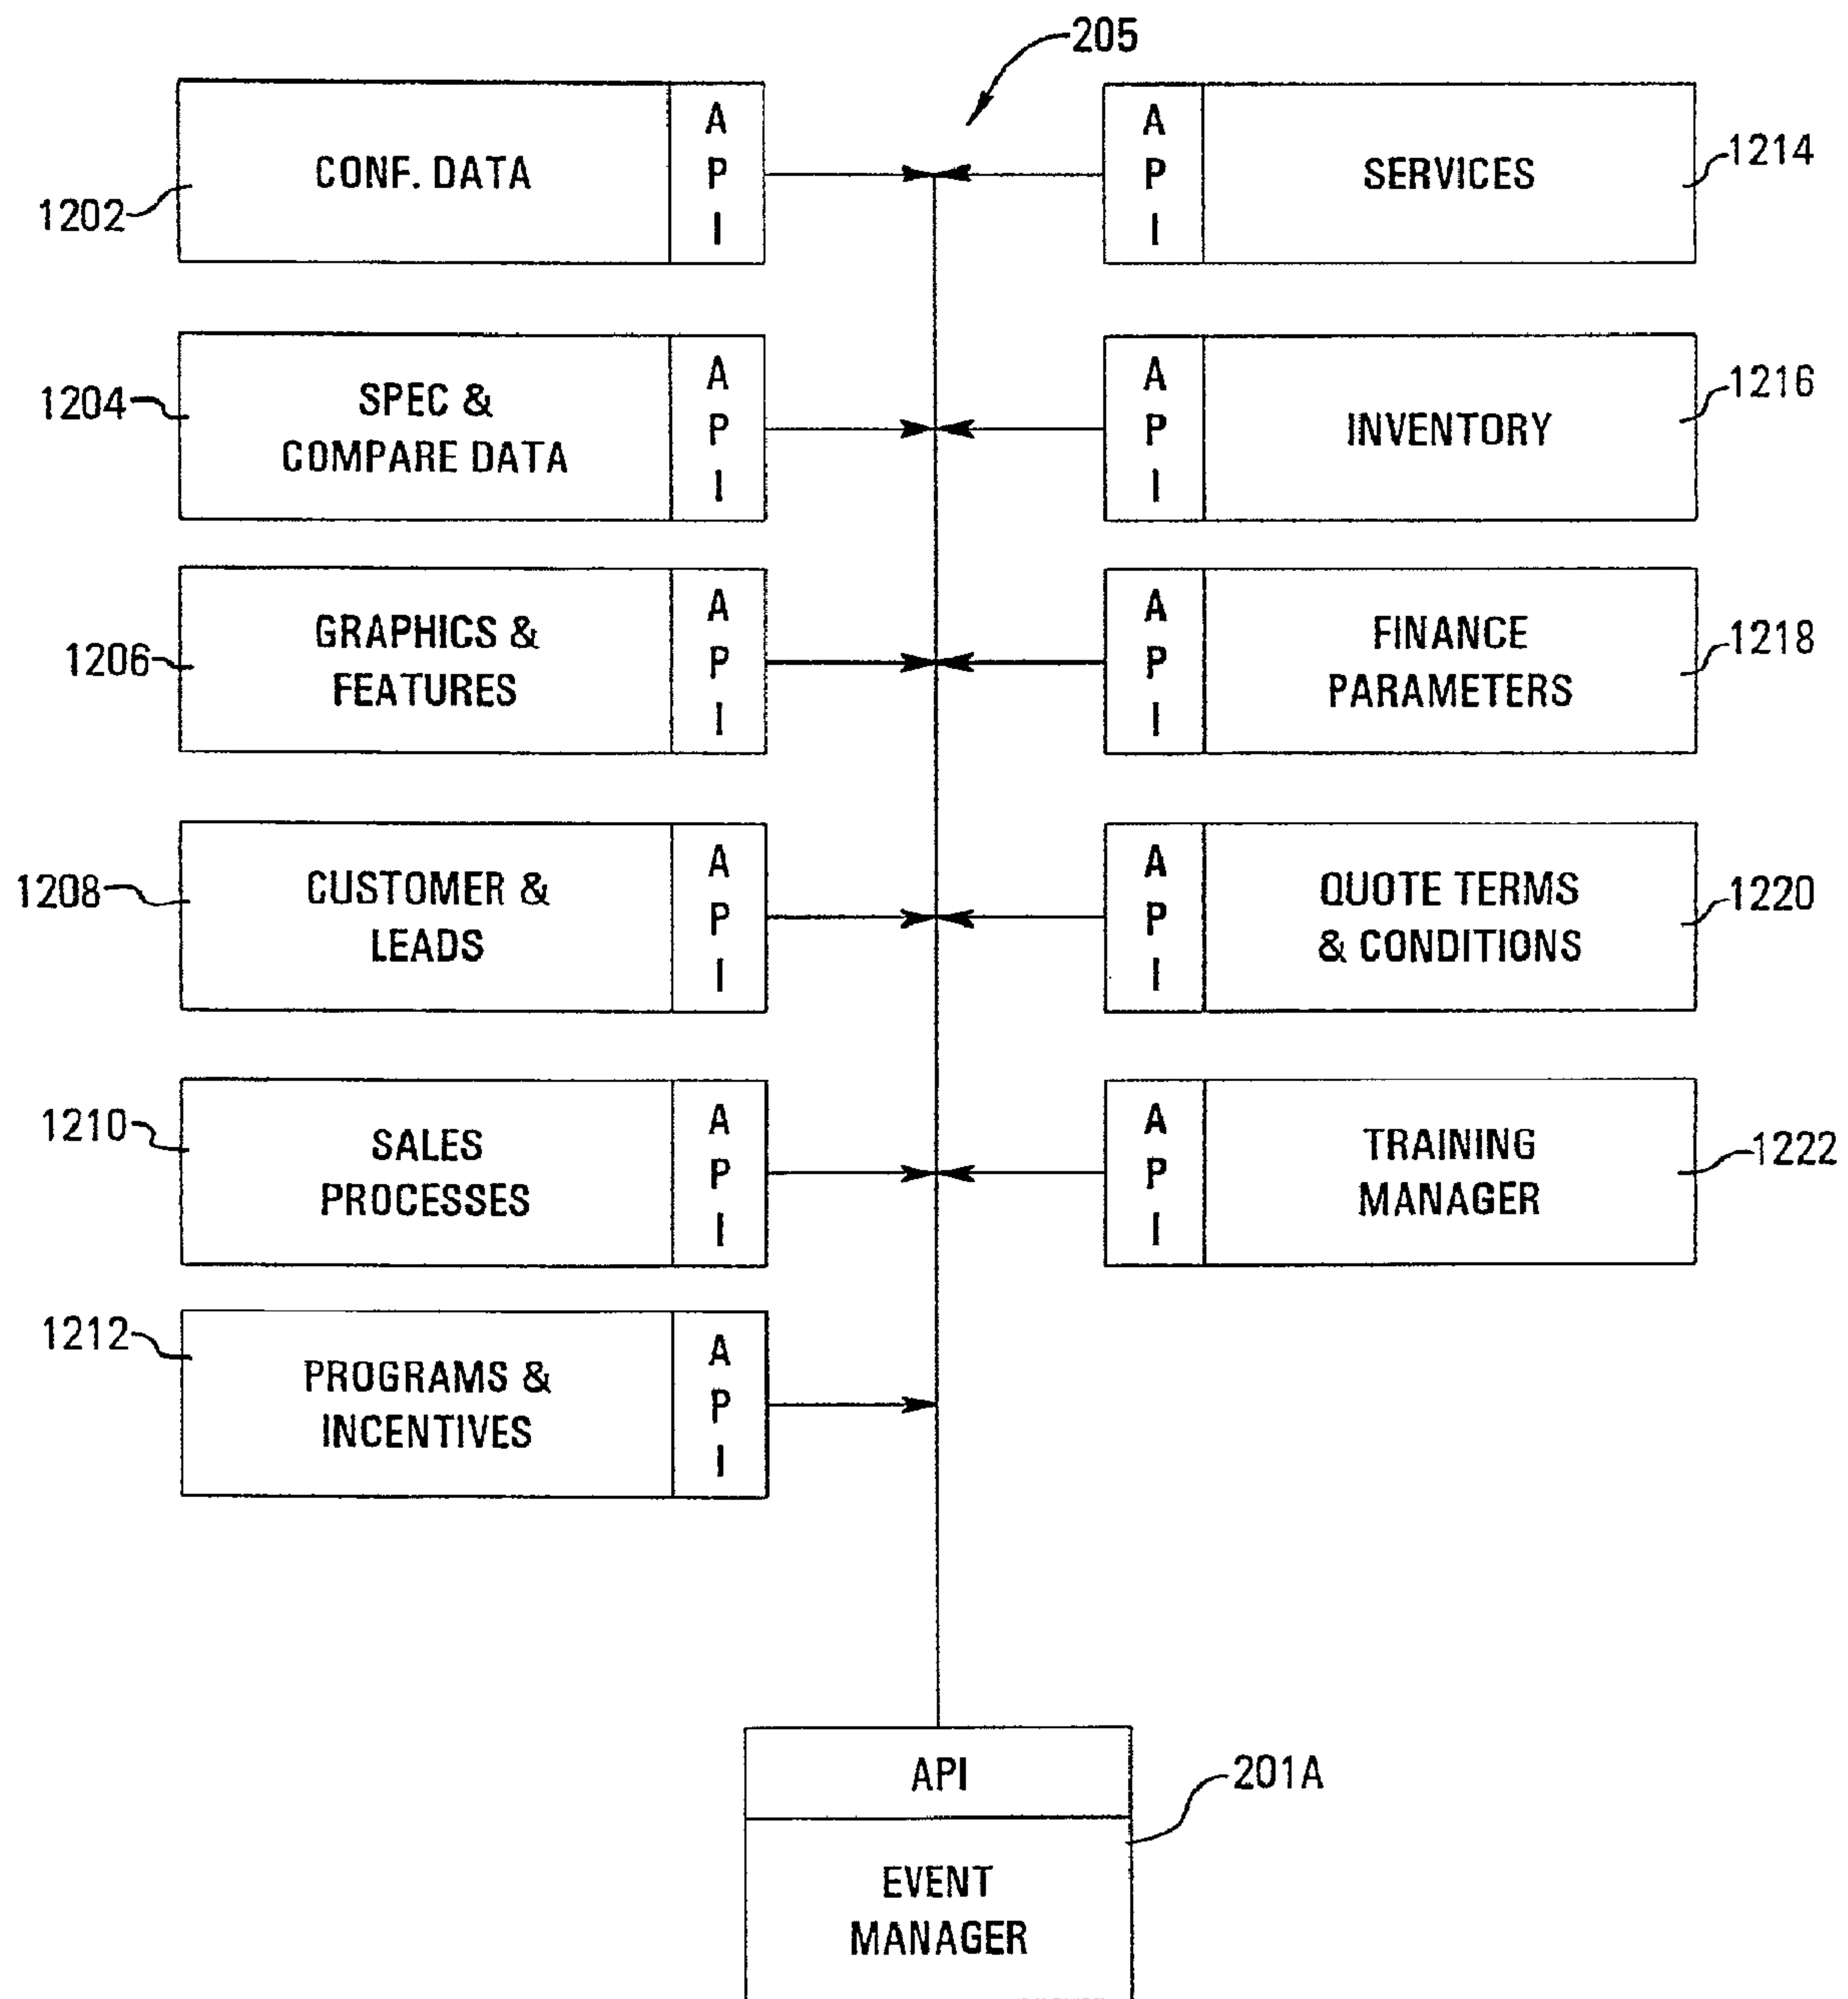 205
CONF. DATA
A
P
I
1202
A
P
I
SERVICES
1214
1204
SPEC &
COMPARE DATA
A
P
I
A
P
I
INVENTORY
1216
1206
GRAPHICS &
FEATURES
A
P
I
A
P
I
FINANCE
PARAMETERS
1218
1208
CUSTOMER &
LEADS
A
P
I
A
P
I
QUOTE TERMS
& CONDITIONS
1220
1210
SALES
PROCESSES
A
P
I
A
P
I
TRAINING
MANAGER
1222
1212
PROGRAMS &
INCENTIVES
A
P
I
API
201A
EVENT
MANAGER